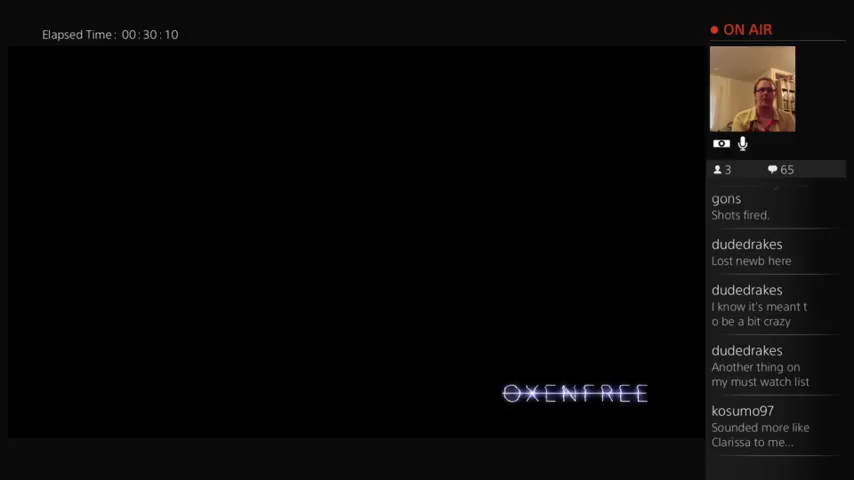 Elapsed Time: 00:30:10
ON AIR
3
65
gons
Shots fired.
dudedrakes
Lost newb here
dudedrakes
I know it's meant t
o be a bit crazy
dudedrakes
Another thing on
my must watch list
kosumo97
Sounded more like
Clarissa to me...
OXENFREE